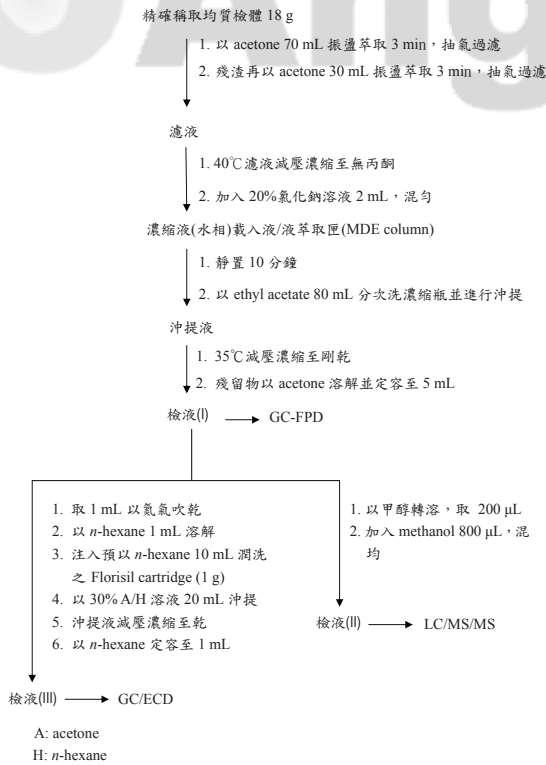 精確稱取均質檢體 18 g
1. 以 acetone 70 mL 振盪萃取 3 min，抽氣過濾
2. 殘渣再以 acetone 30 mL 振盪萃取 3 min，抽氣過濾
濾液
1. 40℃濾液減壓濃縮至無丙酮
2. 加入 20%氯化鈉溶液 2 mL，混勻
濃縮液(水相)載入液/液萃取匣(MDE column)
1. 靜置 10 分鐘
2. 以 ethyl acetate 80 mL 分次洗濃縮瓶並進行沖提
沖提液
1. 35℃減壓濃縮至剛乾
2. 殘留物以 acetone 溶解並定容至 5 mL
檢液(I) GC-FPD
1. 取 1 mL 以氮氣吹乾
2. 以 n-hexane 1 mL 溶解
3. 注入預以 n-hexane 10 mL 潤洗
之 Florisil cartridge (1 g)
4. 以 30% A/H 溶液 20 mL 沖提
5. 沖提液減壓濃縮至乾
6. 以 n-hexane 定容至 1 mL
1. 以甲醇轉溶，取 200 μL
2. 加入 methanol 800 μL，混
均
檢液(II) LC/MS/MS
檢液(III) GC/ECD
A: acetone
H: n-hexane